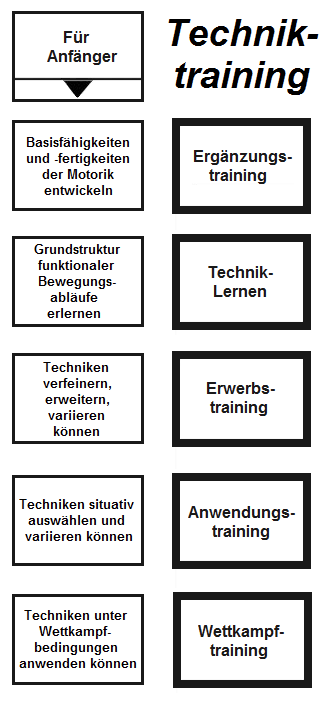 Für
Anfänger
Technik-
training
Basisfähigkeiten
und -fertigkeiten
der Motorik
entwickeln
Ergänzungs-
training
Grundstruktur
funktionaler
Bewegungs-
abläufe
erlernen
Technik-
Lernen
Techniken
verfeinern,
erweitern,
variieren
können
Erwerbs-
training
Techniken situativ
auswählen und
variieren können
Anwendungs-
training
Techniken unter
Wettkampf-
bedingungen
anwenden können
Wettkampf-
training